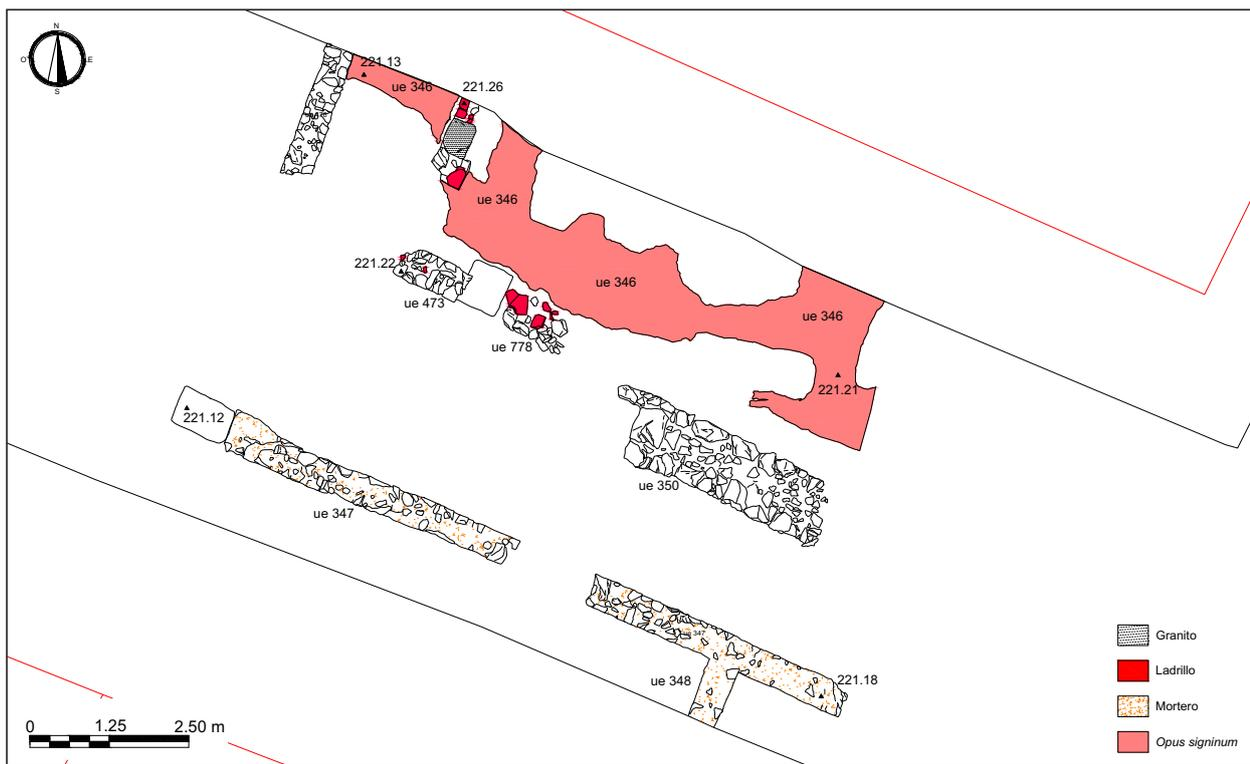 N
O
E
S
221.13
ue 346
221.26
ue 346
221.22
ue 473
ue 346
ue 346
ue 778
221.21
221.12
ue 350
ue 347
ue 347
ue 348
221.18
Granito
Ladrillo
Mortero
Opus signinum
0 1.25 2.50 m